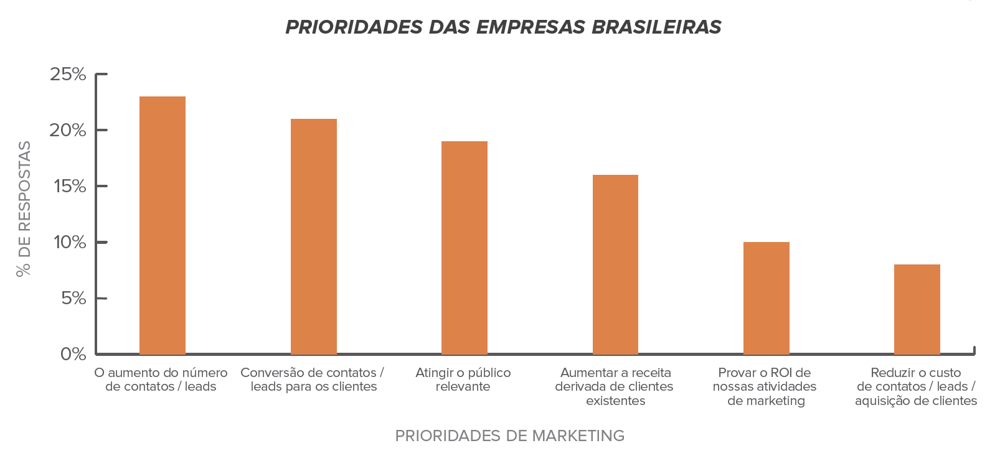 PRIORIDADES DAS EMPRESAS BRASILEIRAS
25%
20%
15%
10%
5%
0%
% DE RESPOSTAS
O aumento do número
de contatos / leads
Conversão de contatos /
leads para os clientes
Atingir o público
relevante
Aumentar a receita
derivada de clientes
existentes
Provar o ROI de
nossas atividades
de marketing
Reduzir o custo
de contatos / leads /
aquisição de clientes
PRIORIDADES DE MARKETING